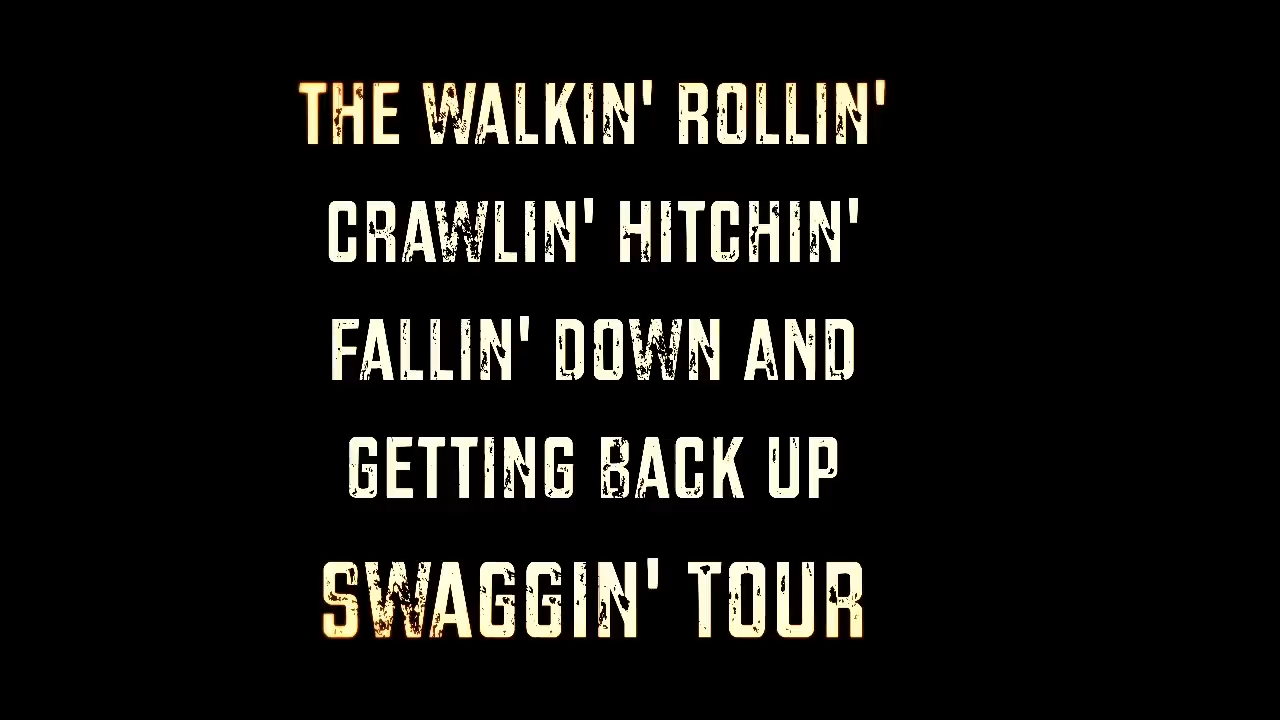 THE WALKIN' ROLLIN'
CRAWLIN' HITCHIN'
FALLIN' DOWN AND
GETTING BACK UP
SWAGGIN' TOUR